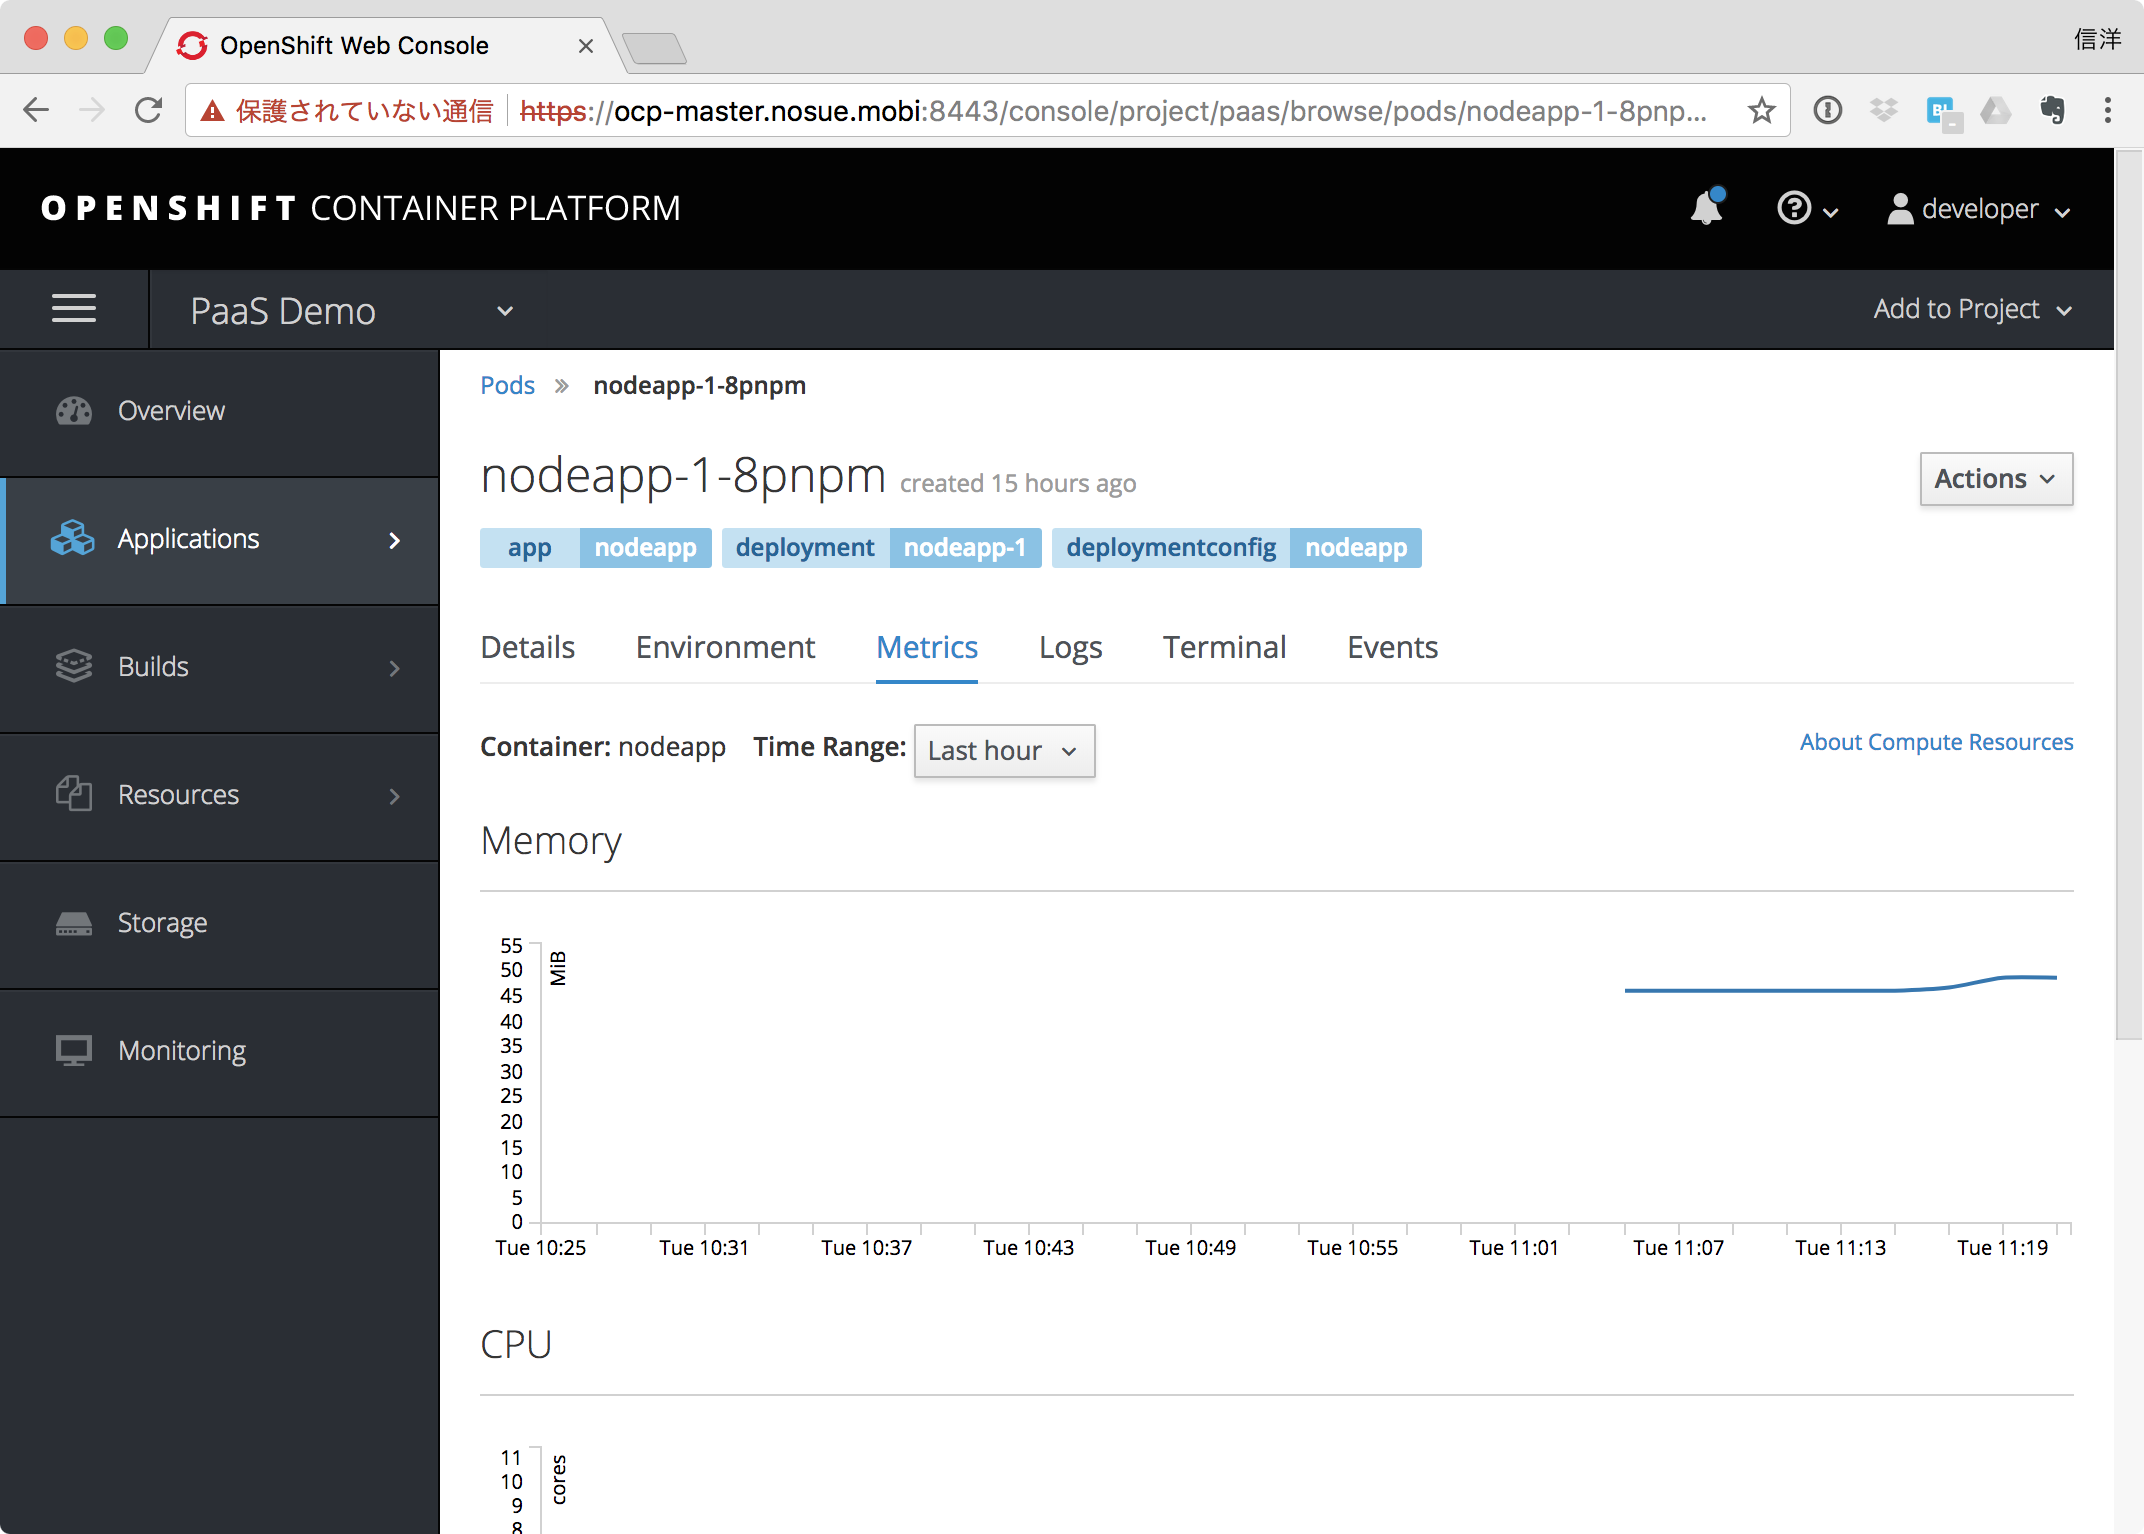 OpenShift Web Console
信洋
保護されていない通信 https://ocp-master.nosue.mobi:8443/console/project/paas/browse/pods/nodeapp-1-8pnp...
OPENSHIFT CONTAINER PLATFORM
developer
PaaS Demo
Add to Project
Overview
Applications
Builds
Resources
Storage
Monitoring
Pods » nodeapp-1-8pnpm
nodeapp-1-8pnpm created 15 hours ago
Actions
app nodeapp deployment nodeapp-1 deploymentconfig nodeapp
Details Environment Metrics Logs Terminal Events
Container: nodeapp Time Range: Last hour
About Compute Resources
Memory
55
50
45
40
35
30
25
20
15
10
5
0
MiB
Tue 10:25 Tue 10:31 Tue 10:37 Tue 10:43 Tue 10:49 Tue 10:55 Tue 11:01 Tue 11:07 Tue 11:13 Tue 11:19
CPU
11
10
9
8
cores